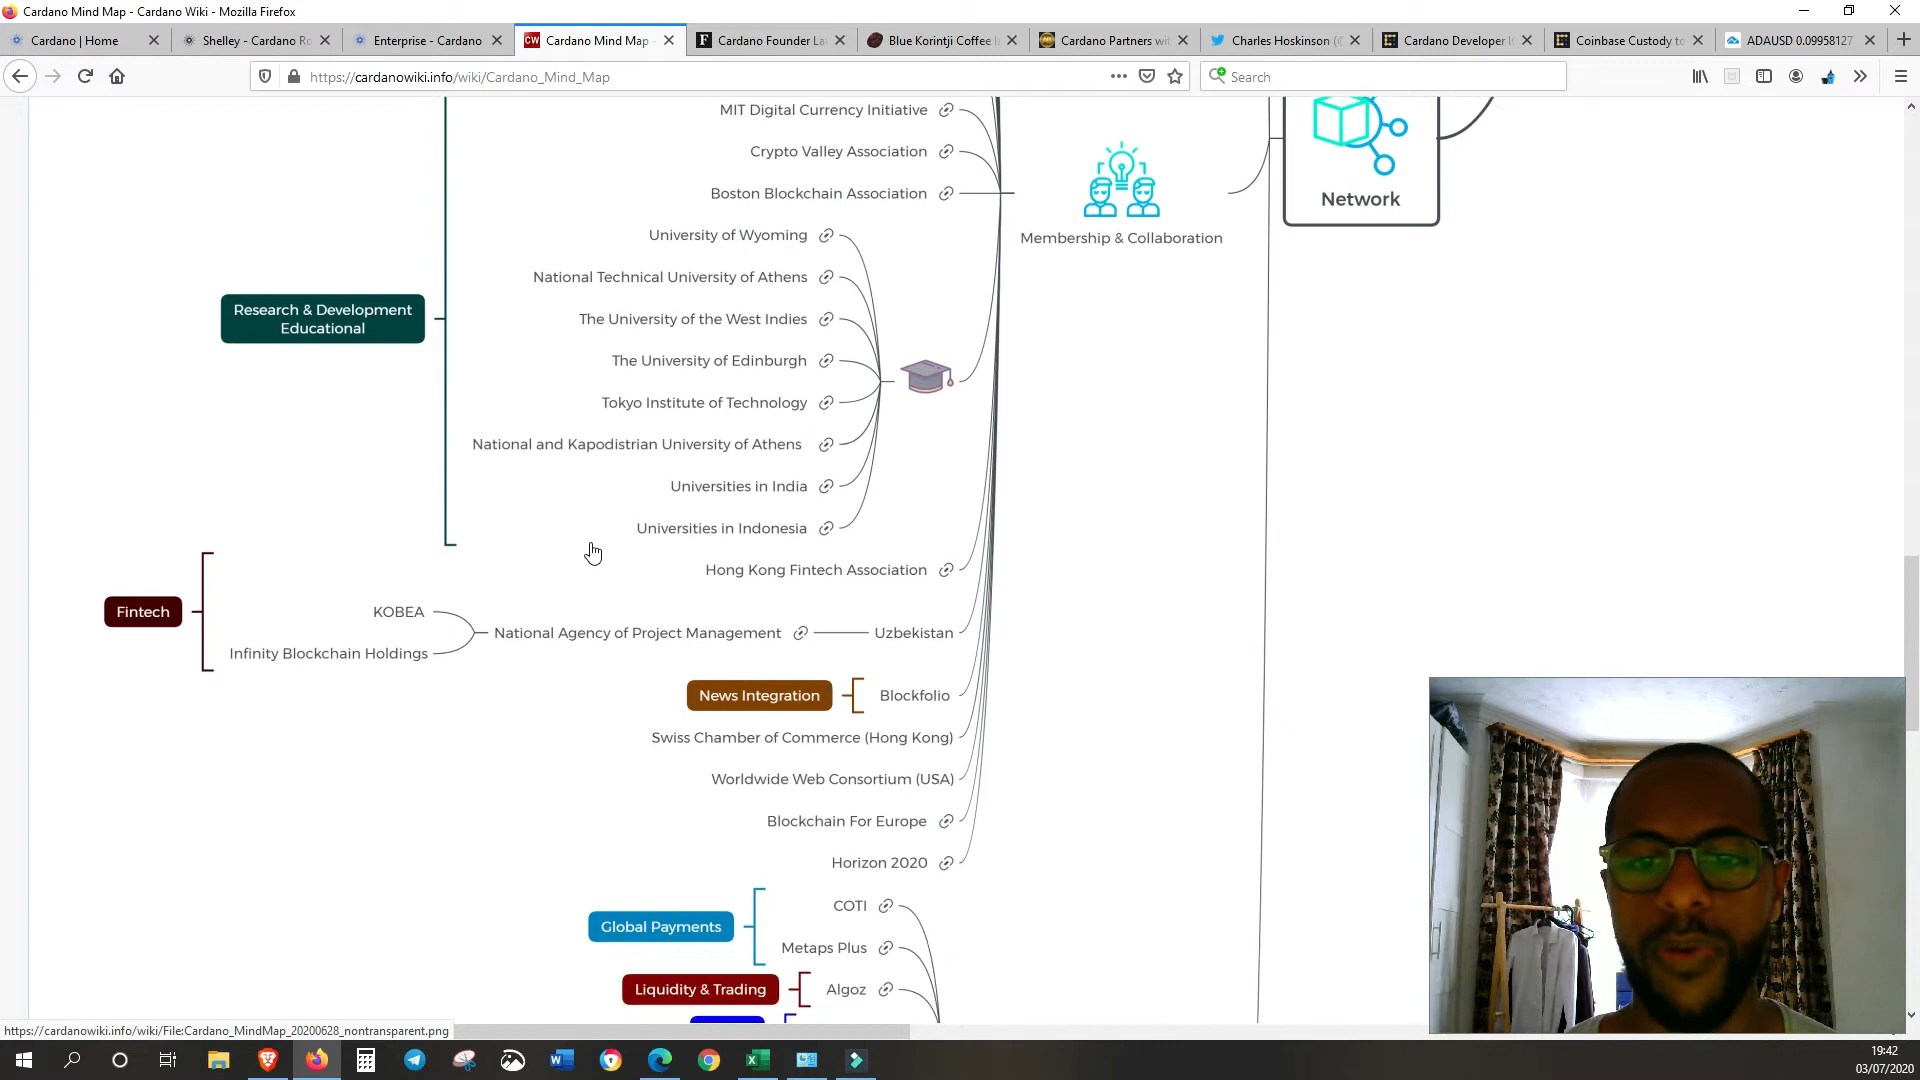 Cardano Mind Map - Cardano Wiki - Mozilla Firefox
Cardano | Home
Shelley - Cardano Ro
Enterprise - Cardano
CW Cardano Mind Map -
F Cardano Founder La
Blue Korintji Coffee I
Cardano Partners wit
Charles Hoskinson (@
Cardano Developer I
Coinbase Custody to
ADAUSD 0.09958127
https://cardanowiki.info/wiki/Cardano_Mind_Map
Search
MIT Digital Currency Initiative
Crypto Valley Association
Boston Blockchain Association
Network
Membership & Collaboration
University of Wyoming
National Technical University of Athens
Research & Development
Educational
The University of the West Indies
The University of Edinburgh
Tokyo Institute of Technology
National and Kapodistrian University of Athens
Universities in India
Universities in Indonesia
Hong Kong Fintech Association
Fintech
KOBEA
Infinity Blockchain Holdings
National Agency of Project Management
Uzbekistan
News Integration
Blockfolio
Swiss Chamber of Commerce (Hong Kong)
Worldwide Web Consortium (USA)
Blockchain For Europe
Horizon 2020
Global Payments
COTI
Metaps Plus
Liquidity & Trading
Algoz
https://cardanowiki.info/wiki/File:Cardano_MindMap_20200628_nontransparent.png
19:42
03/07/2020